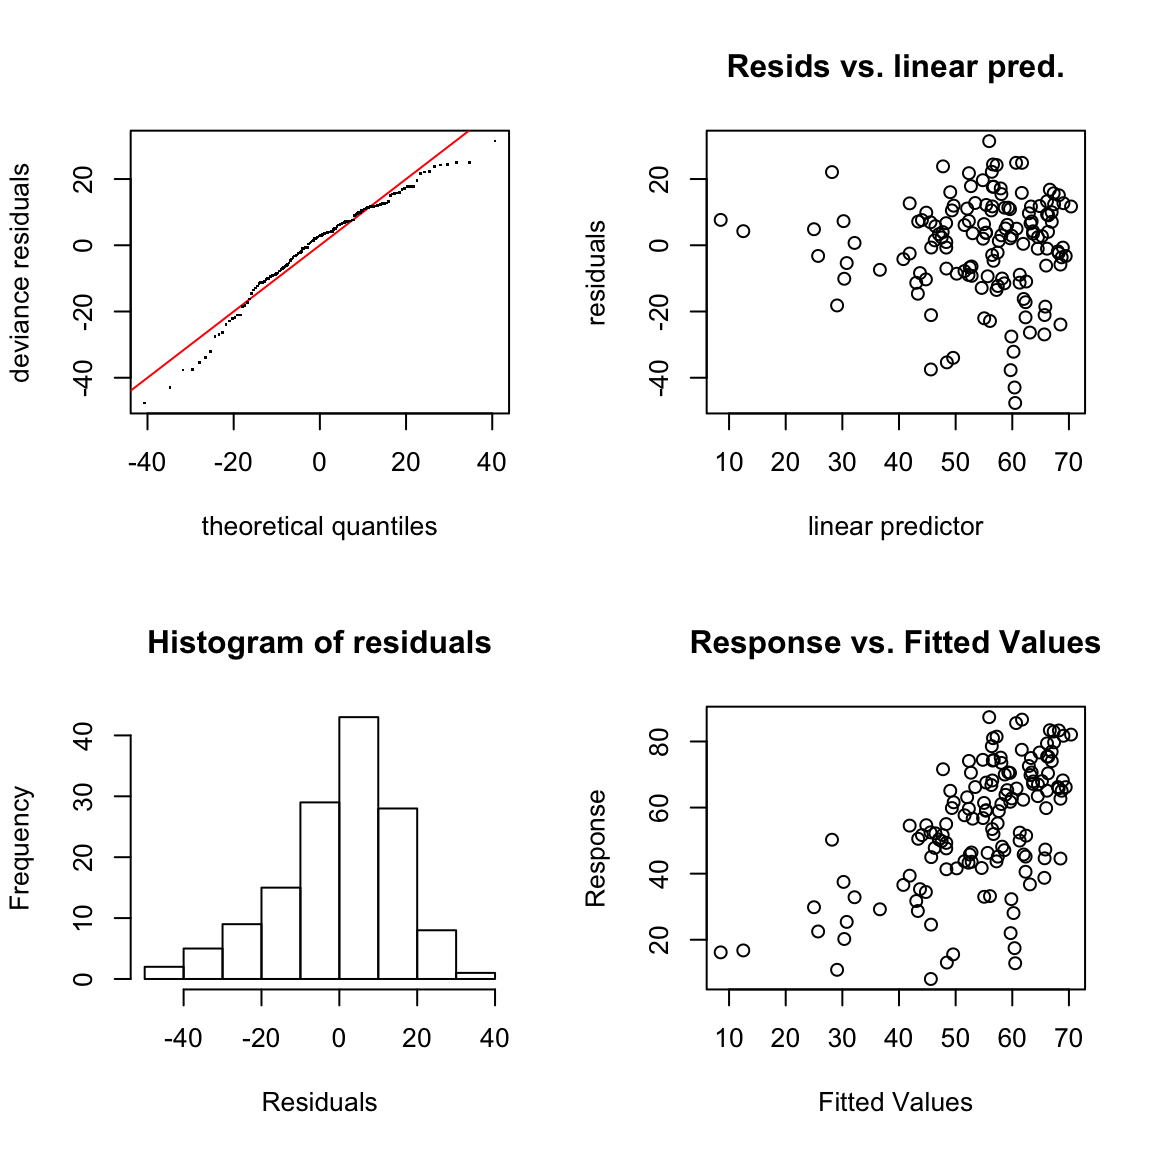 deviance residuals
20
0
-20
-40
-40 -20 0 20 40
theoretical quantiles
Resids vs. linear pred.
residuals
20
0
-20
-40
10 20 30 40 50 60 70
linear predictor
Histogram of residuals
Frequency
40
30
20
10
0
-40 -20 0 20 40
Residuals
Response vs. Fitted Values
Response
80
60
40
20
10 20 30 40 50 60 70
Fitted Values